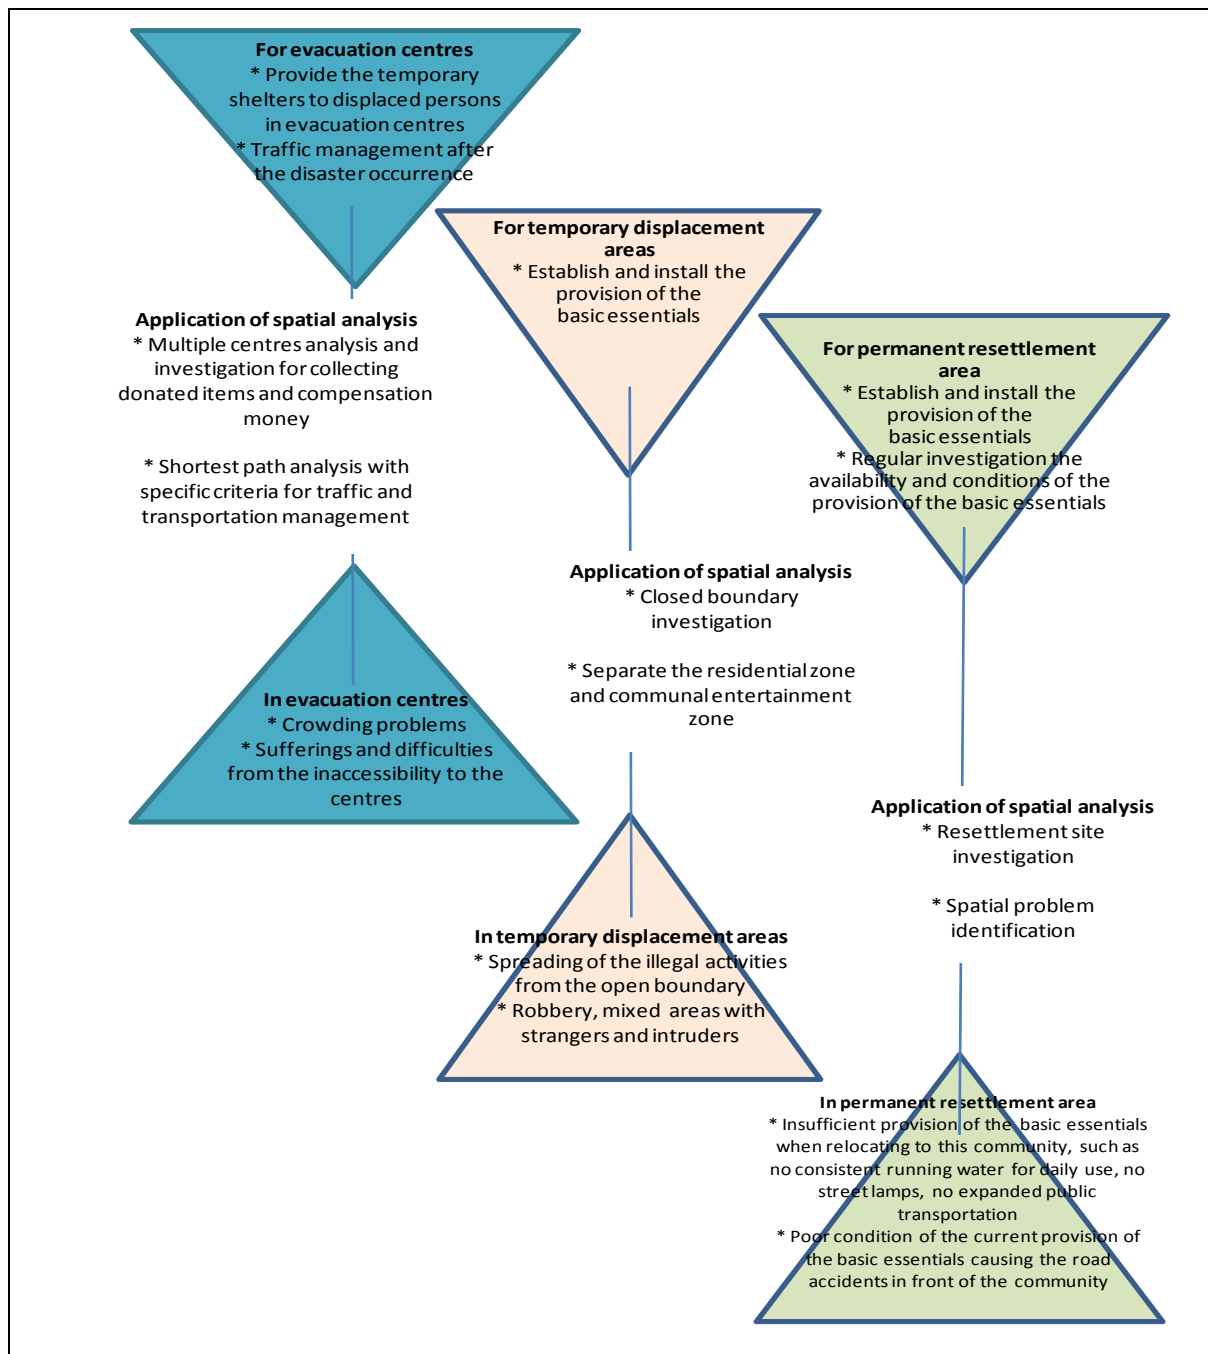 For evacuation centres
* Provide the temporary
shelters to displaced persons
in evacuation centres
* Traffic management after
the disaster occurrence
Application of spatial analysis
* Multiple centres analysis and
investigation for collecting
donated items and compensation
money
* Shortest path analysis with
specific criteria for traffic and
transportation management
In evacuation centres
* Crowding problems
* Sufferings and difficulties
from the inaccessibility to the
centres
For temporary displacement
areas
* Establish and install the
provision of the
basic essentials
Application of spatial analysis
* Closed boundary
investigation
* Separate the residential zone
and communal entertainment
zone
In temporary displacement areas
* Spreading of the illegal activities
from the open boundary
* Robbery, mixed areas with
strangers and intruders
For permanent resettlement
area
* Establish and install the
provision of the
basic essentials
* Regular investigation the
availability and conditions of the
provision of the basic essentials
Application of spatial analysis
* Resettlement site
investigation
* Spatial problem
identification
In permanent resettlement area
* Insufficient provision of the basic essentials
when relocating to this community, such as
no consistent running water for daily use, no
street lamps, no expanded public
transportation
* Poor condition of the current provision of
the basic essentials causing the road
accidents in front of the community